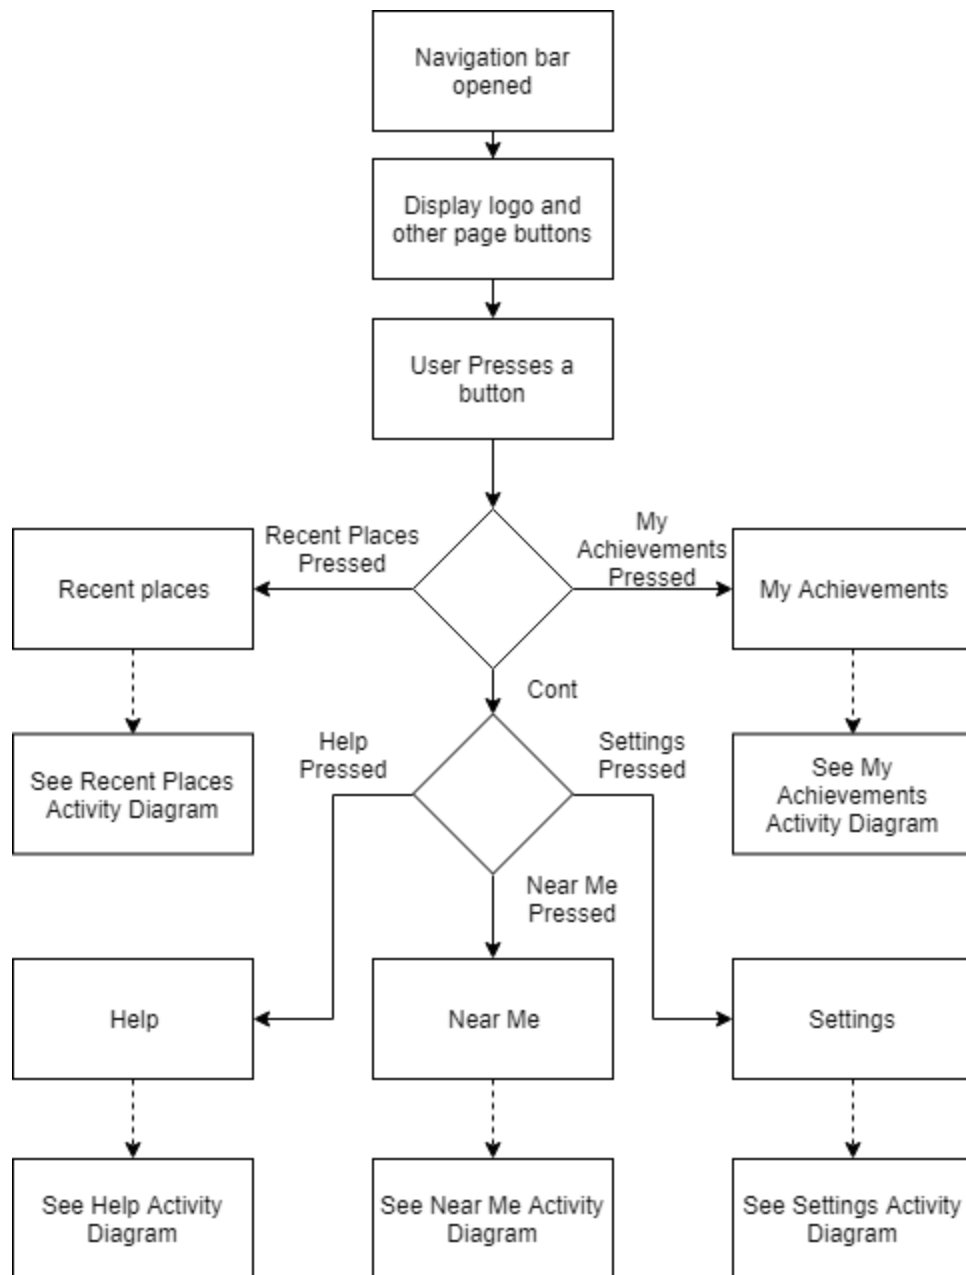 Navigation bar
opened
Display logo and
other page buttons
User Presses a
button
Recent Places
Pressed
My
Achievements
Pressed
Recent places
My Achievements
Cont
Help
Pressed
Settings
Pressed
See Recent Places
Activity Diagram
See My
Achievements
Activity Diagram
Near Me
Pressed
Help
Near Me
Settings
See Help Activity
Diagram
See Near Me Activity
Diagram
See Settings Activity
Diagram